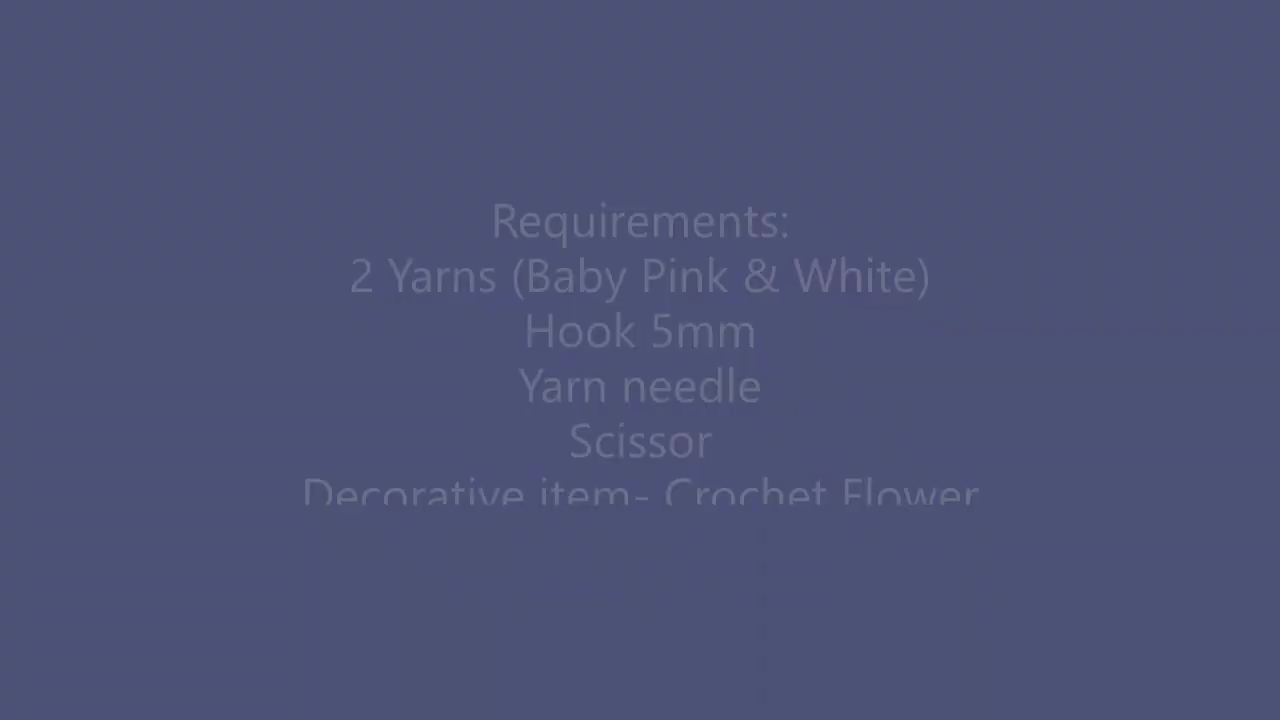 Requirements:
2 Yarns (Baby Pink & White)
Hook 5mm
Yarn needle
Scissor
Decorative item- Crochet Flower